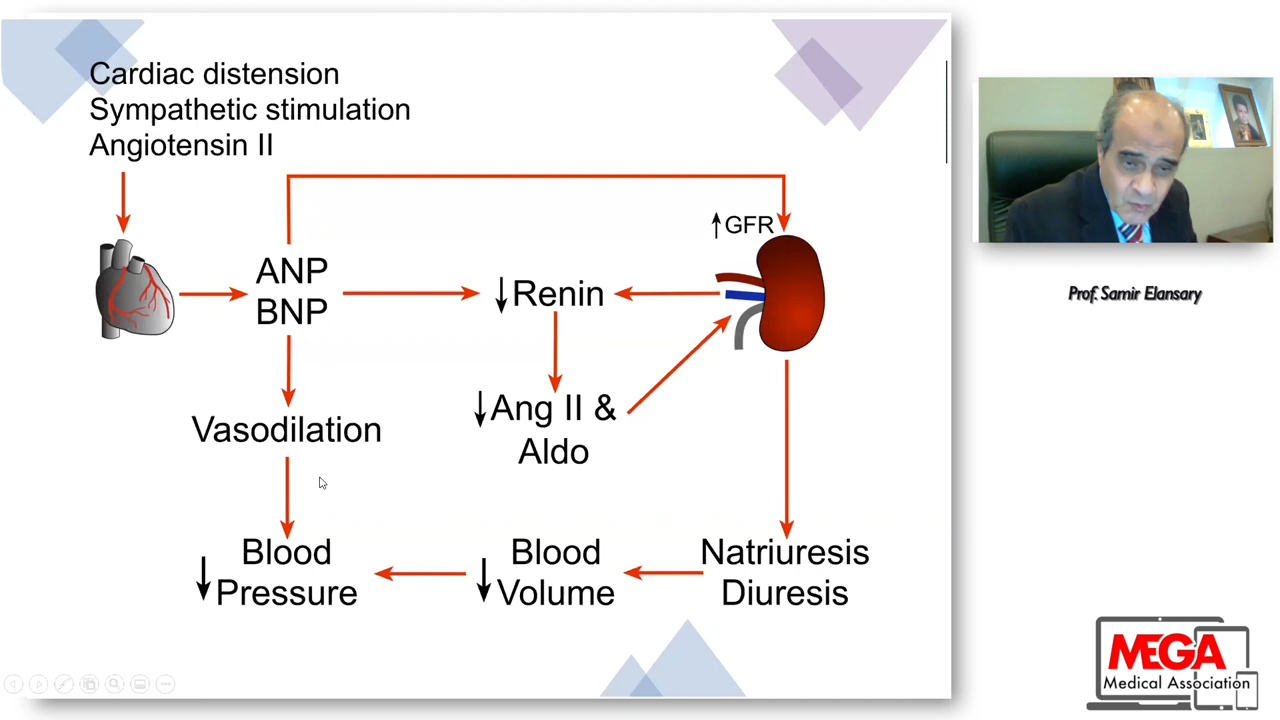 Cardiac distension
Sympathetic stimulation
Angiotensin II
↑ GFR
ANP
BNP
↓ Renin
↓ Ang II &
Aldo
Vasodilation
↓ Blood
Pressure
↓ Blood
Volume
Natriuresis
Diuresis
Prof. Samir Elansary
MEGA
Medical Association